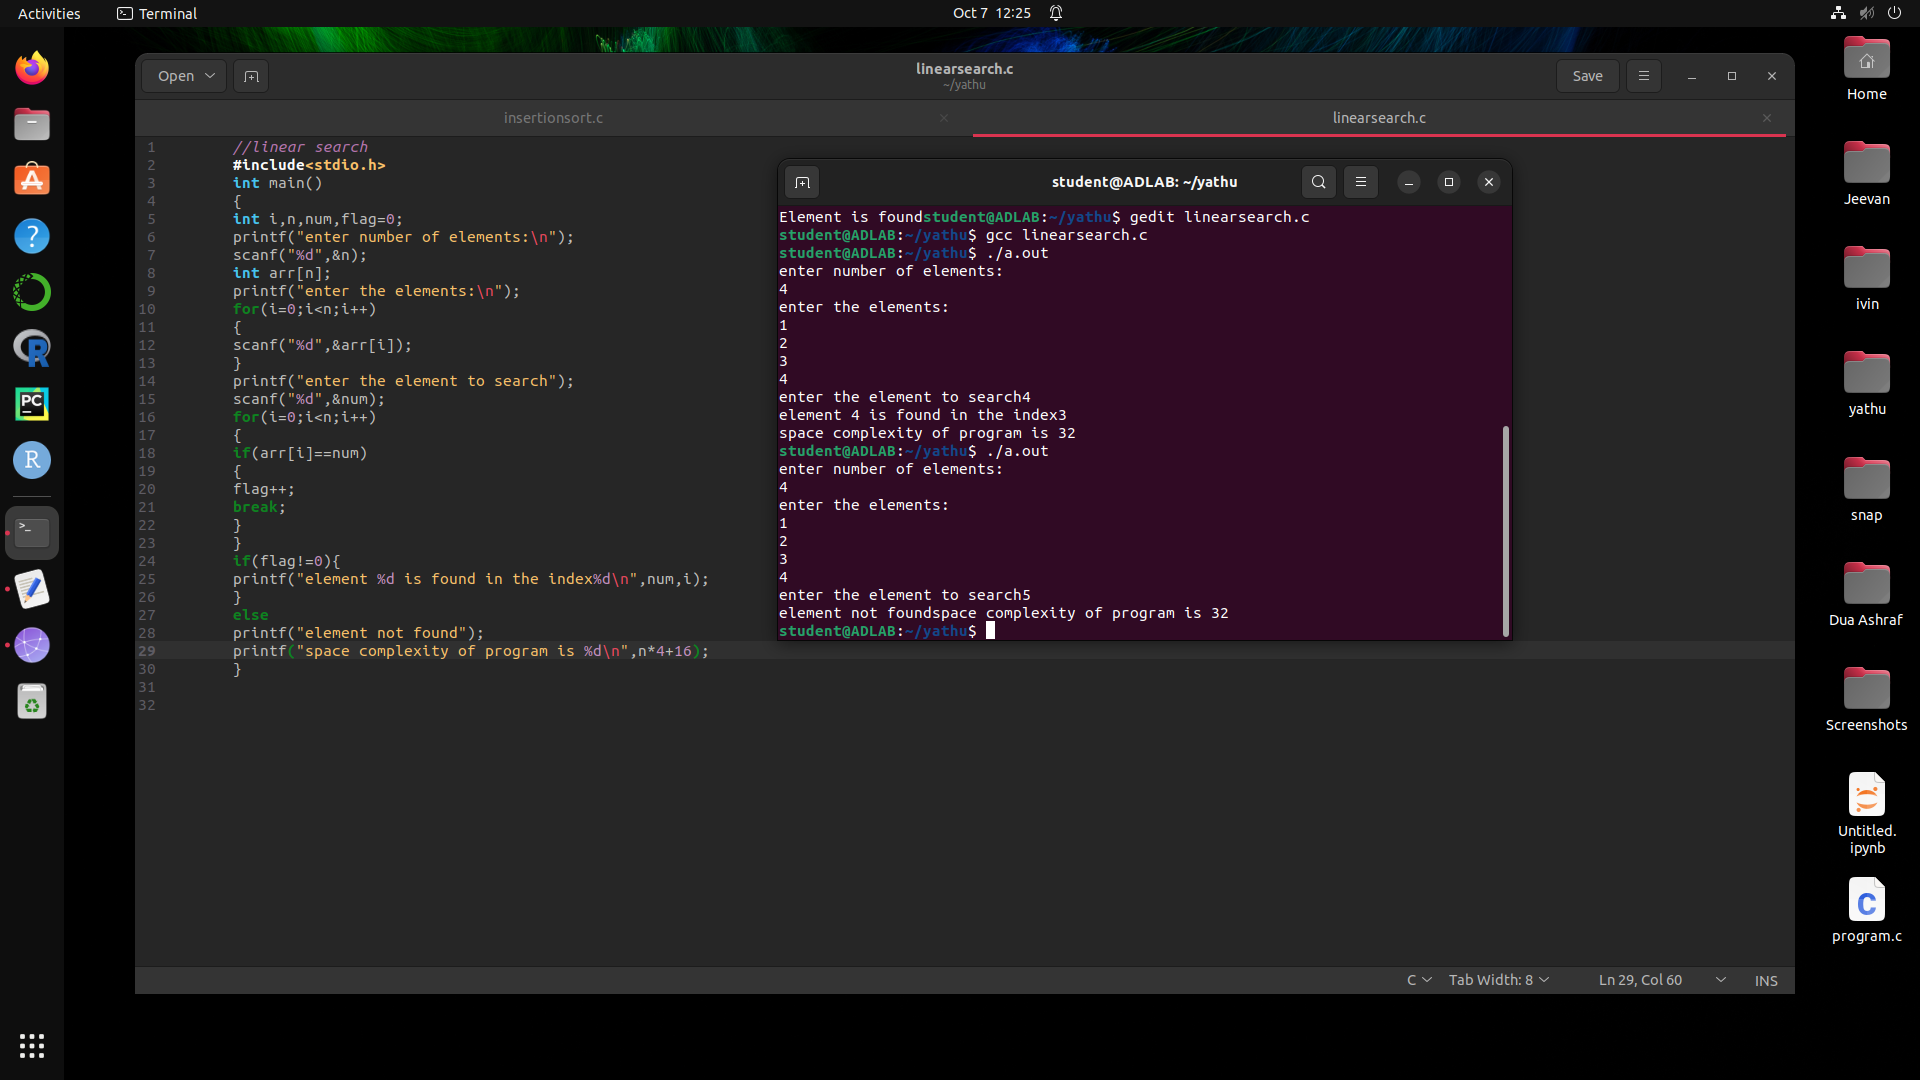 Activities
Terminal
Oct 7 12:25
Open
linearsearch.c
~/yathu
Save
insertionsort.c
linearsearch.c
1 //linear search
2 #include<stdio.h>
3 int main()
4 {
5 int i,n,num,flag=0;
6 printf("enter number of elements:\n");
7 scanf("%d",&n);
8 int arr[n];
9 printf("enter the elements:\n");
10 for(i=0;i<n;i++)
11 {
12 scanf("%d",&arr[i]);
13 }
14 printf("enter the element to search");
15 scanf("%d",&num);
16 for(i=0;i<n;i++)
17 {
18 if(arr[i]==num)
19 {
20 flag++;
21 break;
22 }
23 }
24 if(flag!=0){
25 printf("element %d is found in the index%d\n",num,i);
26 }
27 else
28 printf("element not found");
29 printf("space complexity of program is %d\n",n*4+16);
30 }
31
32
student@ADLAB: ~/yathu
Element is foundstudent@ADLAB:~/yathu$ gedit linearsearch.c
student@ADLAB:~/yathu$ gcc linearsearch.c
student@ADLAB:~/yathu$ ./a.out
enter number of elements:
4
enter the elements:
1
2
3
4
enter the element to search4
element 4 is found in the index3
space complexity of program is 32
student@ADLAB:~/yathu$ ./a.out
enter number of elements:
4
enter the elements:
1
2
3
4
enter the element to search5
element not foundspace complexity of program is 32
student@ADLAB:~/yathu$
C
Tab Width: 8
Ln 29, Col 60
INS
Home
Jeevan
ivin
yathu
snap
Dua Ashraf
Screenshots
Untitled.
ipynb
C
program.c
?
R
PC
R
>_